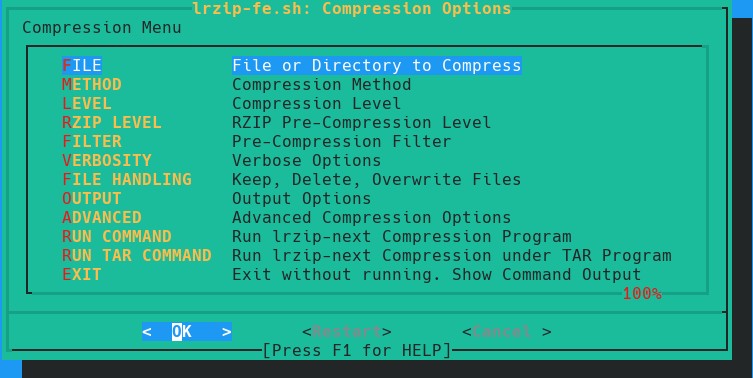 lrzip-fe.sh: Compression Options
Compression Menu
FILE File or Directory to Compress
METHOD Compression Method
LEVEL Compression Level
RZIP LEVEL RZIP Pre-Compression Level
FILTER Pre-Compression Filter
VERBOSITY Verbose Options
FILE HANDLING Keep, Delete, Overwrite Files
OUTPUT Output Options
ADVANCED Advanced Compression Options
RUN COMMAND Run lrzip-next Compression Program
RUN TAR COMMAND Run lrzip-next Compression under TAR Program
EXIT Exit without running. Show Command Output
100%
< OK > <Restart> <Cancel >
[Press F1 for HELP]